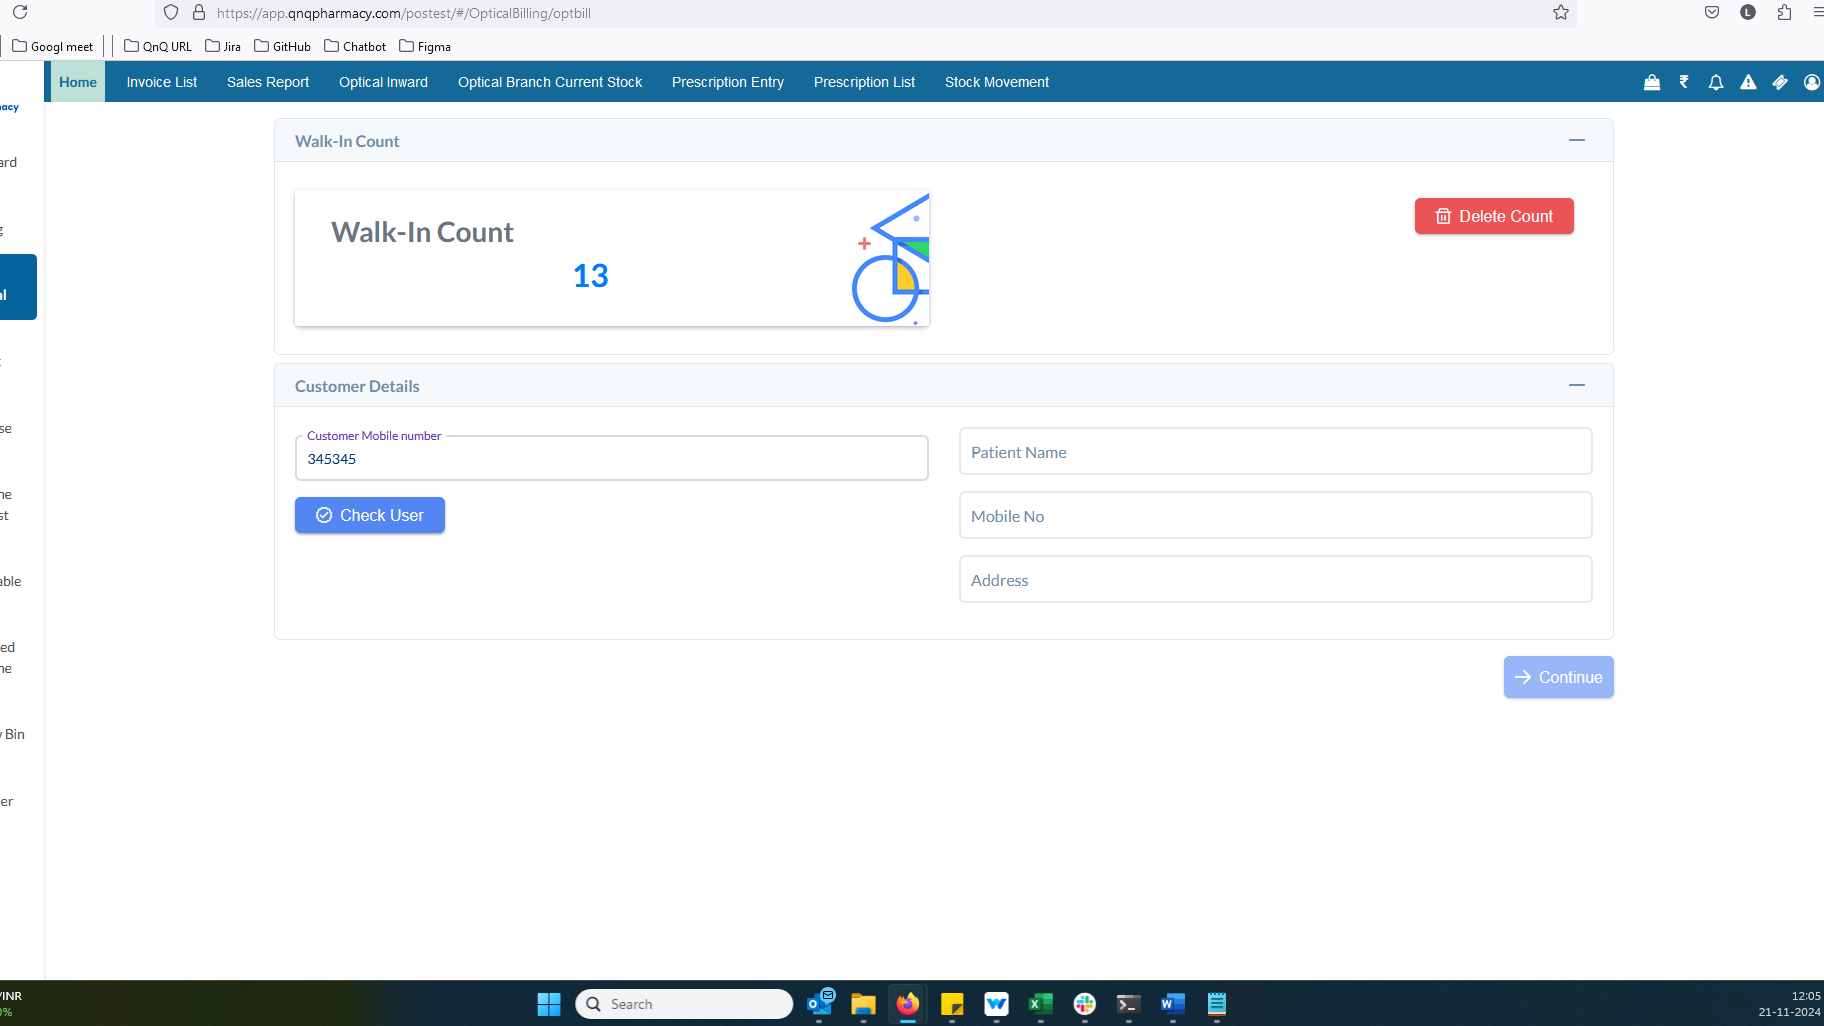 https://app.qnqpharmacy.com/postest/#/OpticalBilling/optbill
L
Googl meet
QnQ URL
Jira
GitHub
Chatbot
Figma
Home
Invoice List
Sales Report
Optical Inward
Optical Branch Current Stock
Prescription Entry
Prescription List
Stock Movement
Walk-In Count
Walk-In Count
13
Delete Count
Customer Details
Customer Mobile number
345345
Check User
Patient Name
Mobile No
Address
Continue
Bin
/INR
Search
12:05
21-11-2024